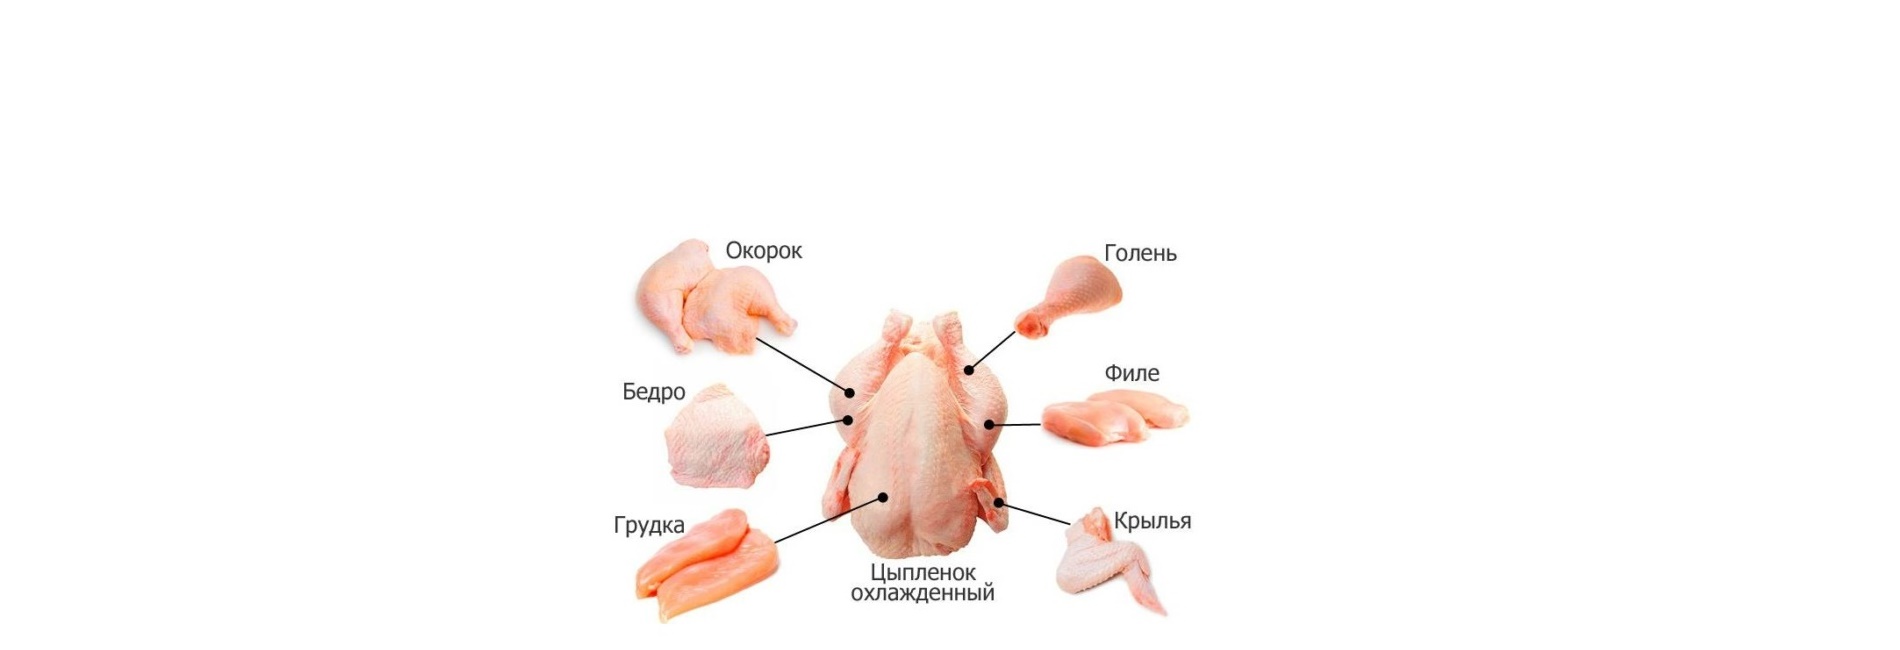 Окорок
Голень
Филе
Бедро
Крылья
Грудка
Цыпленок
охлажденный